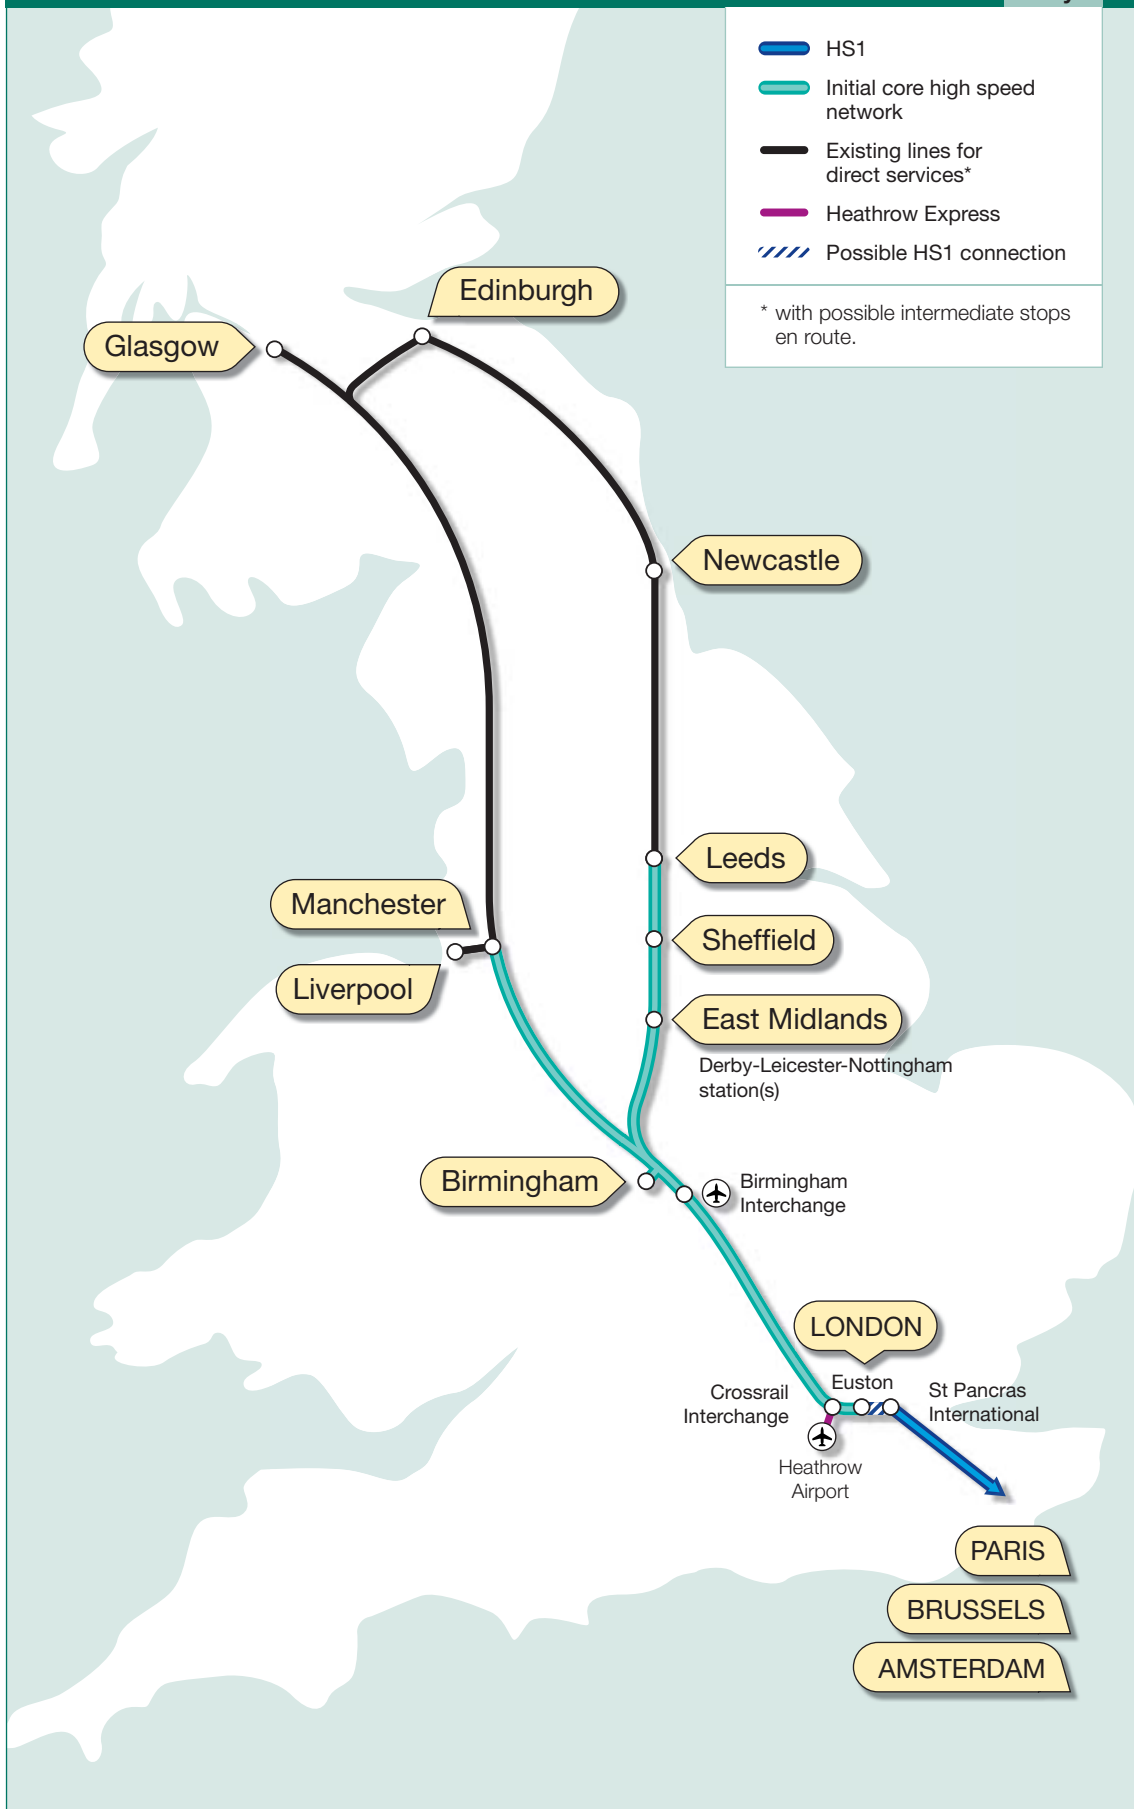 HS1
Initial core high speed
network
Existing lines for
direct services*
Heathrow Express
Possible HS1 connection
* with possible intermediate stops
en route.
Edinburgh
Glasgow
Newcastle
Leeds
Manchester
Sheffield
Liverpool
East Midlands
Derby-Leicester-Nottingham
station(s)
Birmingham
Birmingham
Interchange
LONDON
Euston
Crossrail
Interchange
St Pancras
International
Heathrow
Airport
PARIS
BRUSSELS
AMSTERDAM